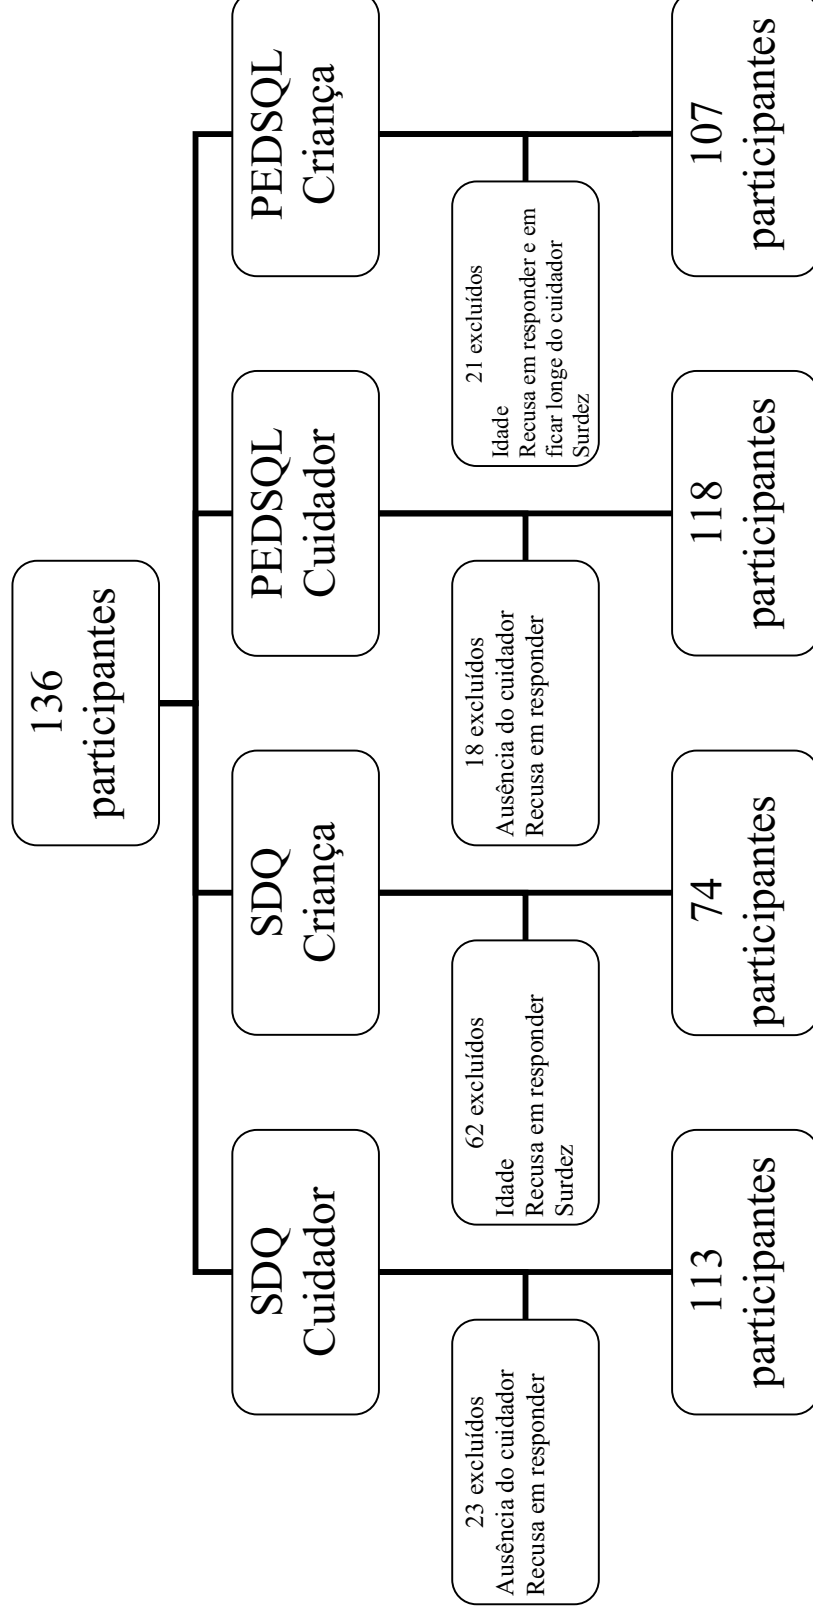 136
participantes
SDQ
Cuidador
SDQ
Criança
PEDSQL
Cuidador
PEDSQL
Criança
23 excluídos
Ausência do cuidador
Recusa em responder
62 excluídos
Idade
Recusa em responder
Surdez
18 excluídos
Ausência do cuidador
Recusa em responder
21 excluídos
Idade
Recusa em responder e em
ficar longe do cuidador
Surdez
113
participantes
74
participantes
118
participantes
107
participantes